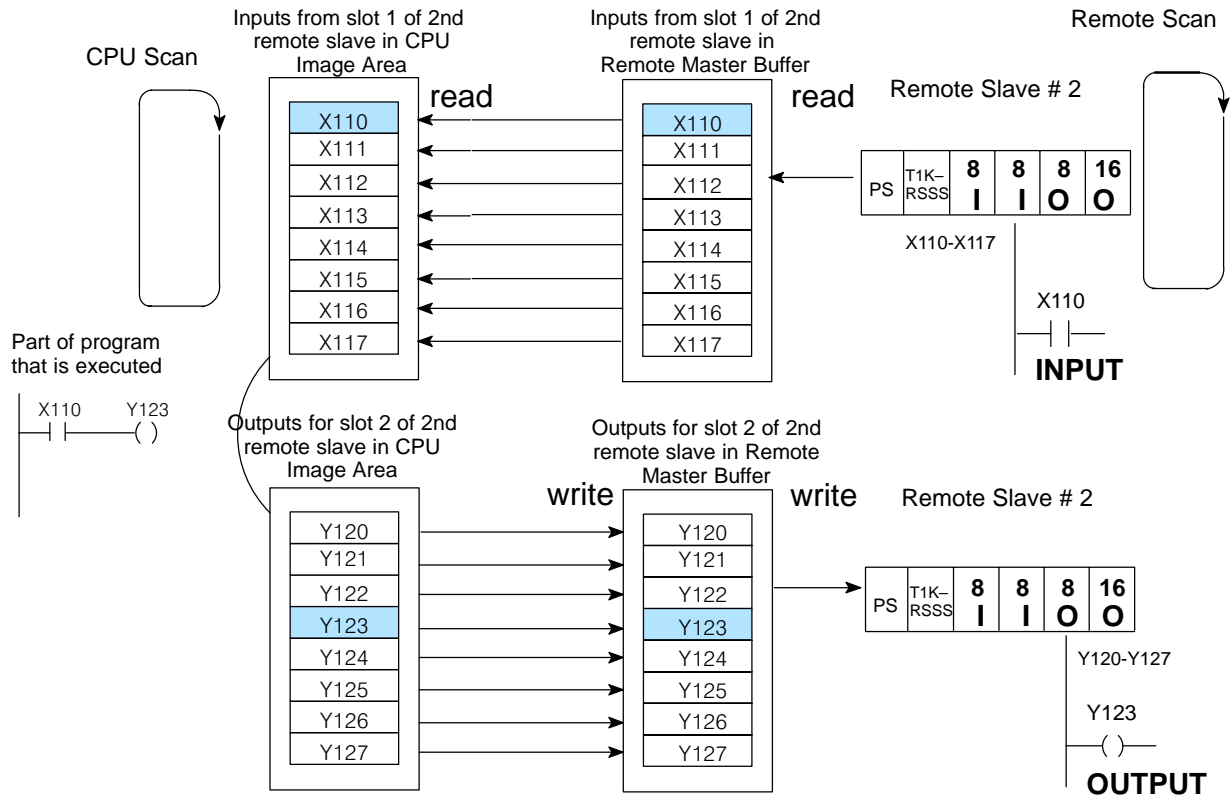 CPU Scan
Inputs from slot 1 of 2nd
remote slave in CPU
Image Area
Inputs from slot 1 of 2nd
remote slave in
Remote Master Buffer
Remote Scan
read
read
X110
X111
X112
X113
X114
X115
X116
X117
X110
X111
X112
X113
X114
X115
X116
X117
Remote Slave # 2
PS
T1K–
RSSS
8
I
8
I
8
O
16
O
X110-X117
X110
INPUT
Part of program
that is executed
X110
Y123
Outputs for slot 2 of 2nd
remote slave in CPU
Image Area
Outputs for slot 2 of 2nd
remote slave in Remote
Master Buffer
write
write
Y120
Y121
Y122
Y123
Y124
Y125
Y126
Y127
Y120
Y121
Y122
Y123
Y124
Y125
Y126
Y127
Remote Slave # 2
PS
T1K–
RSSS
8
I
8
I
8
O
16
O
Y120-Y127
Y123
OUTPUT